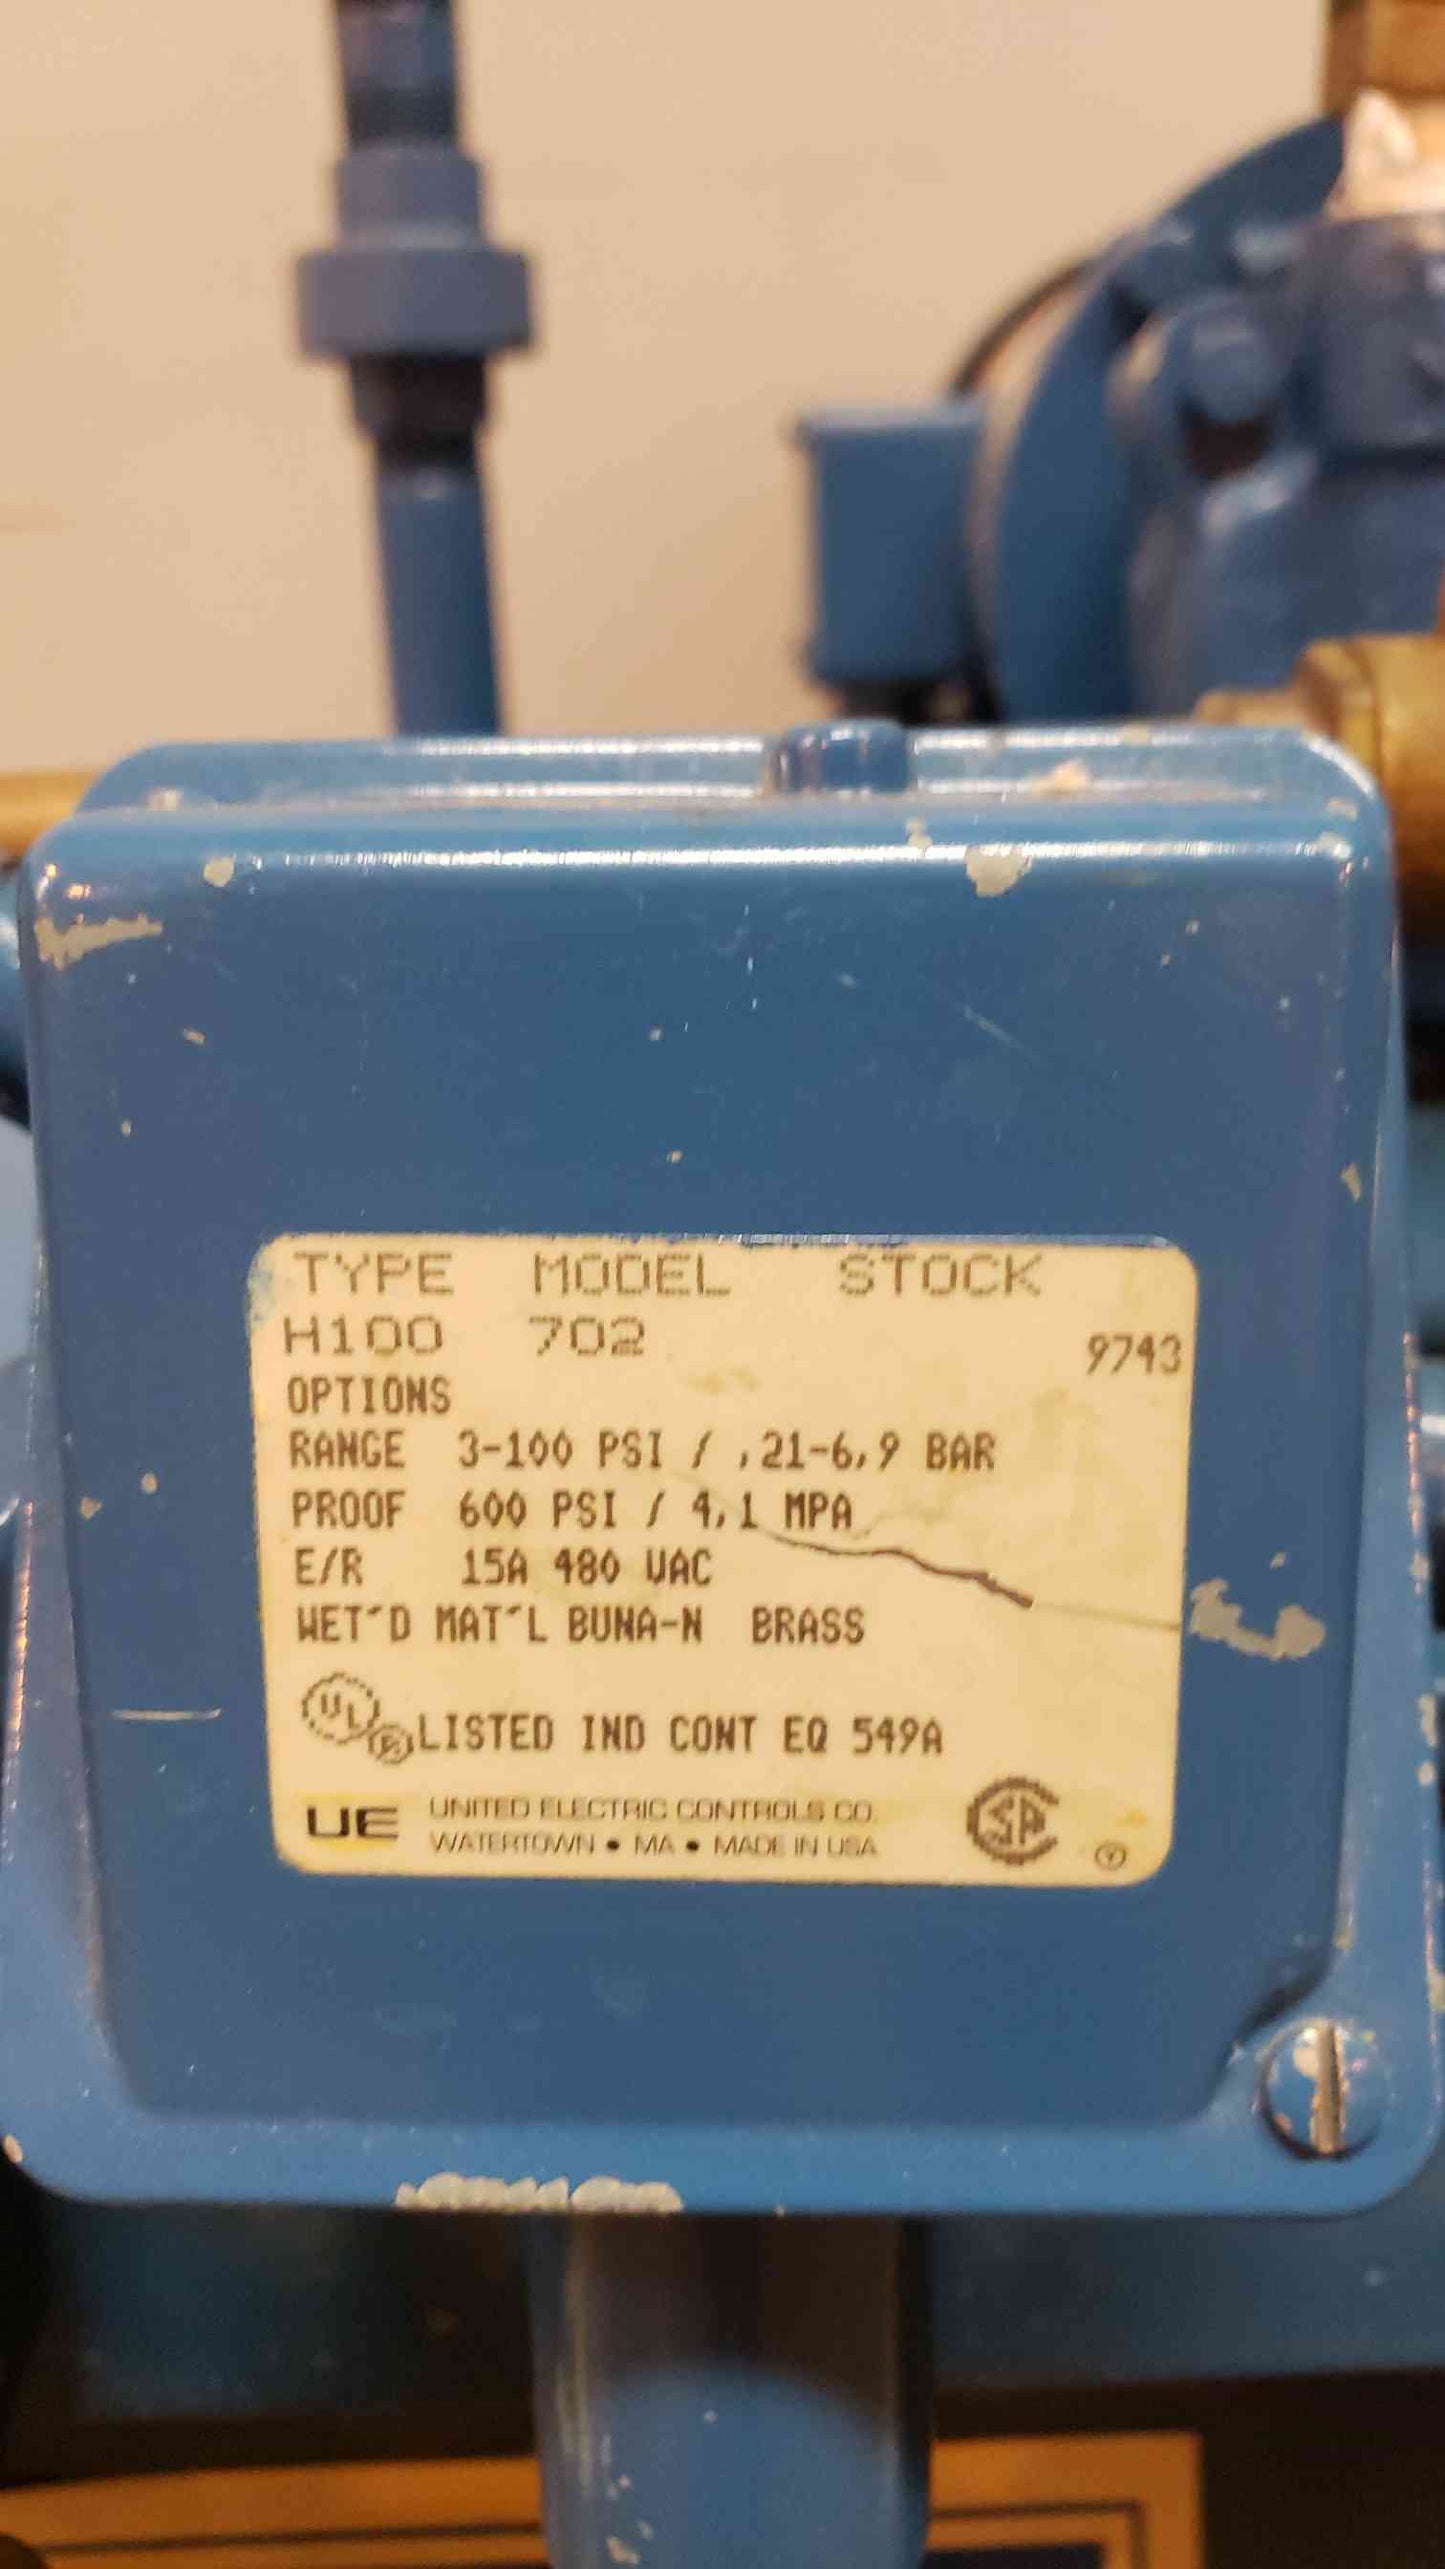 TYPE MODEL STOCK
H100 702 9743
OPTIONS
RANGE 3-100 PSI / .21-6.9 BAR
PROOF 600 PSI / 4.1 MPA
E/R 15A 480 VAC
WET'D MAT'L BUNA-N BRASS
UL LISTED IND CONT EQ 549A
UE UNITED ELECTRIC CONTROLS CO.
WATERTOWN • MA • MADE IN USA
SA
Y